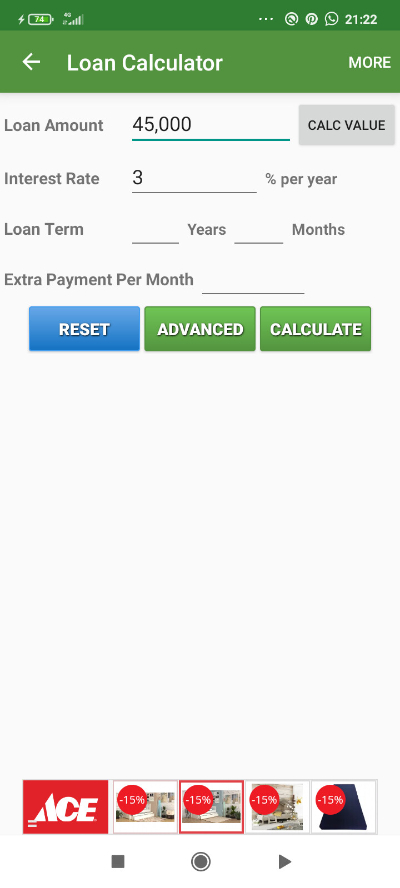 74 4G 21:22
Loan Calculator MORE
Loan Amount 45,000 CALC VALUE
Interest Rate 3 % per year
Loan Term Years Months
Extra Payment Per Month
RESET ADVANCED CALCULATE
ACE -15% -15% -15% -15%